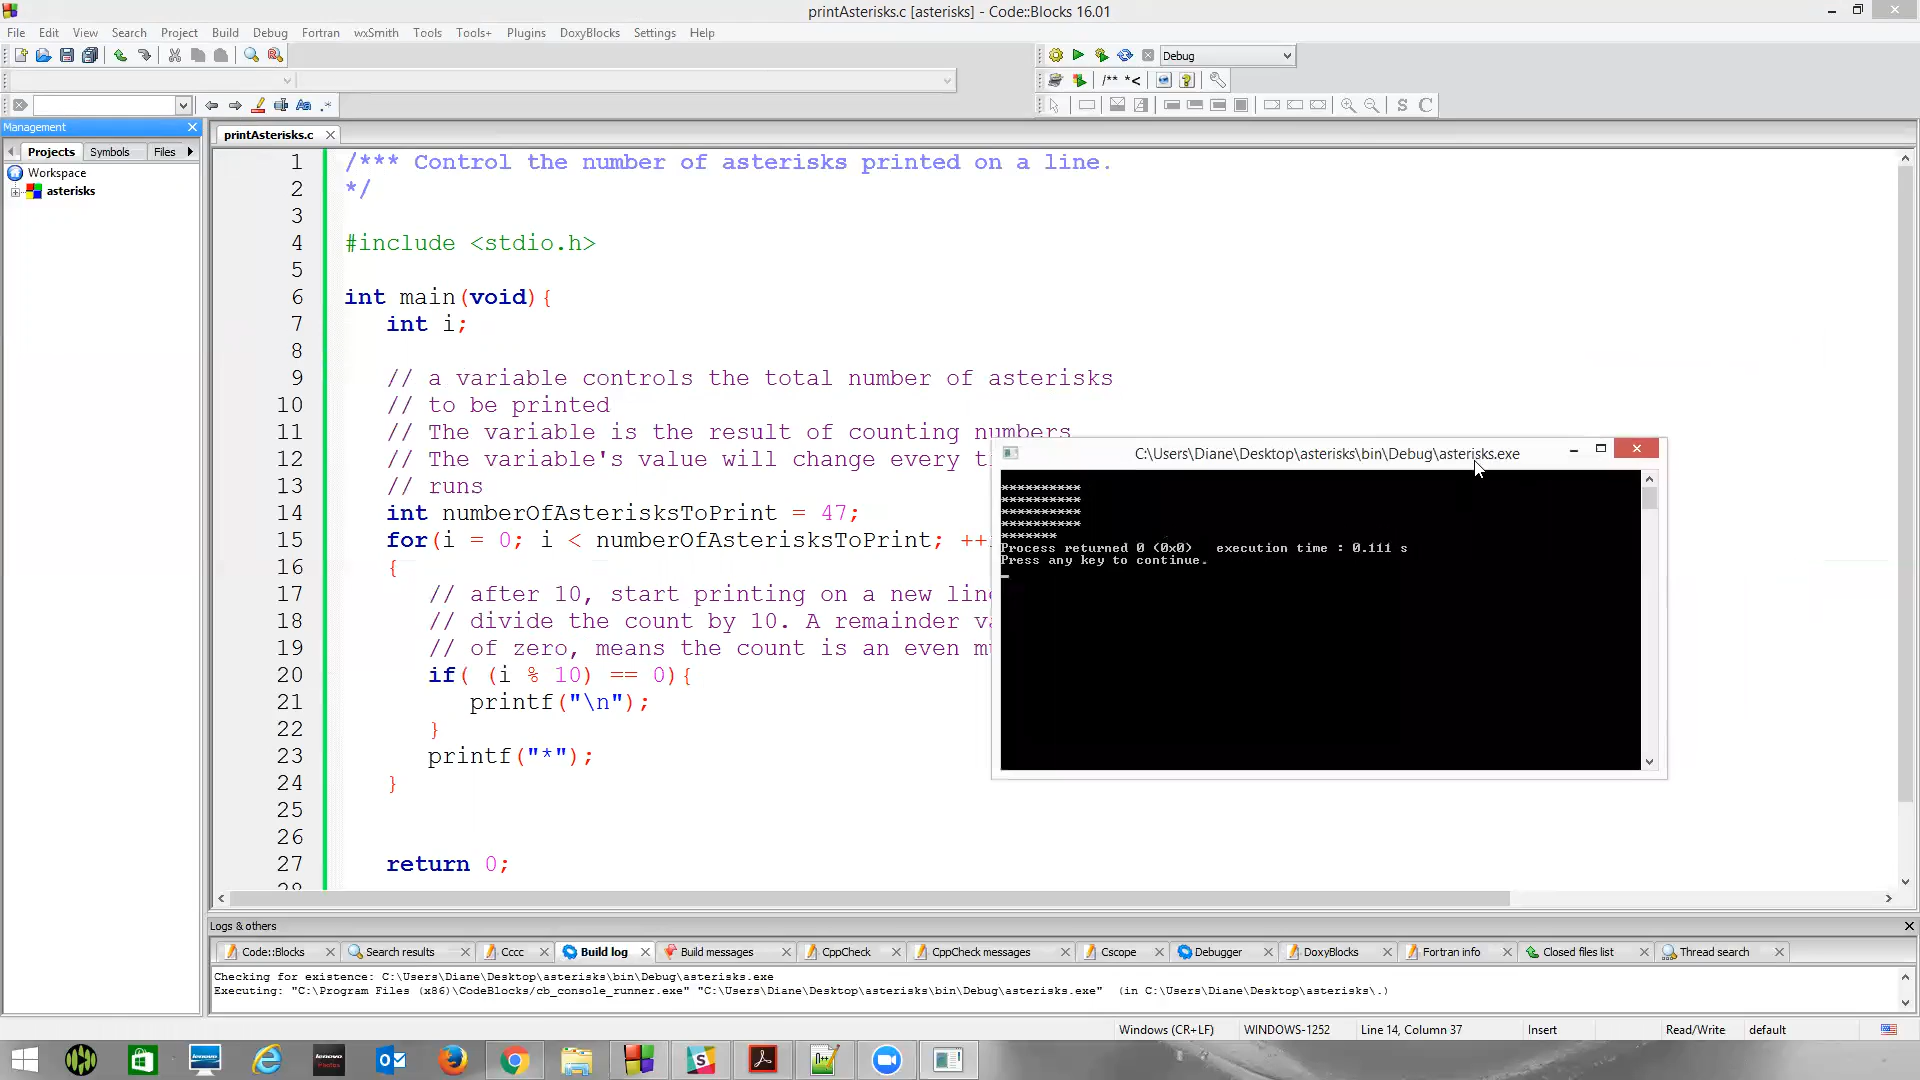 printAsterisks.c [asterisks] - Code::Blocks 16.01
File Edit View Search Project Build Debug Fortran wxSmith Tools Tools+ Plugins DoxyBlocks Settings Help
Debug
/** *<
Aa .*
S C
Management
printAsterisks.c
Projects Symbols Files
Workspace
asterisks
1 /*** Control the number of asterisks printed on a line.
2 */
3
4 #include <stdio.h>
5
6 int main(void){
7 int i;
8
9 // a variable controls the total number of asterisks
10 // to be printed
11 // The variable is the result of counting numbers
12 // The variable's value will change every t
13 // runs
14 int numberOfAsterisksToPrint = 47;
15 for(i = 0; i < numberOfAsterisksToPrint; ++
16 {
17 // after 10, start printing on a new lin
18 // divide the count by 10. A remainder v
19 // of zero, means the count is an even m
20 if( (i % 10) == 0){
21 printf("\n");
22 }
23 printf("*");
24 }
25
26
27 return 0;
28
C:\Users\Diane\Desktop\asterisks\bin\Debug\asterisks.exe
**********
**********
**********
**********
*******
Process returned 0 (0x0) execution time : 0.111 s
Press any key to continue.
Logs & others
Code::Blocks Search results Cccc Build log Build messages CppCheck CppCheck messages Cscope Debugger DoxyBlocks Fortran info Closed files list Thread search
Checking for existence: C:\Users\Diane\Desktop\asterisks\bin\Debug\asterisks.exe
Executing: "C:\Program Files (x86)\CodeBlocks/cb_console_runner.exe" "C:\Users\Diane\Desktop\asterisks\bin\Debug\asterisks.exe" (in C:\Users\Diane\Desktop\asterisks\.)
Windows (CR+LF) WINDOWS-1252 Line 14, Column 37 Insert Read/Write default